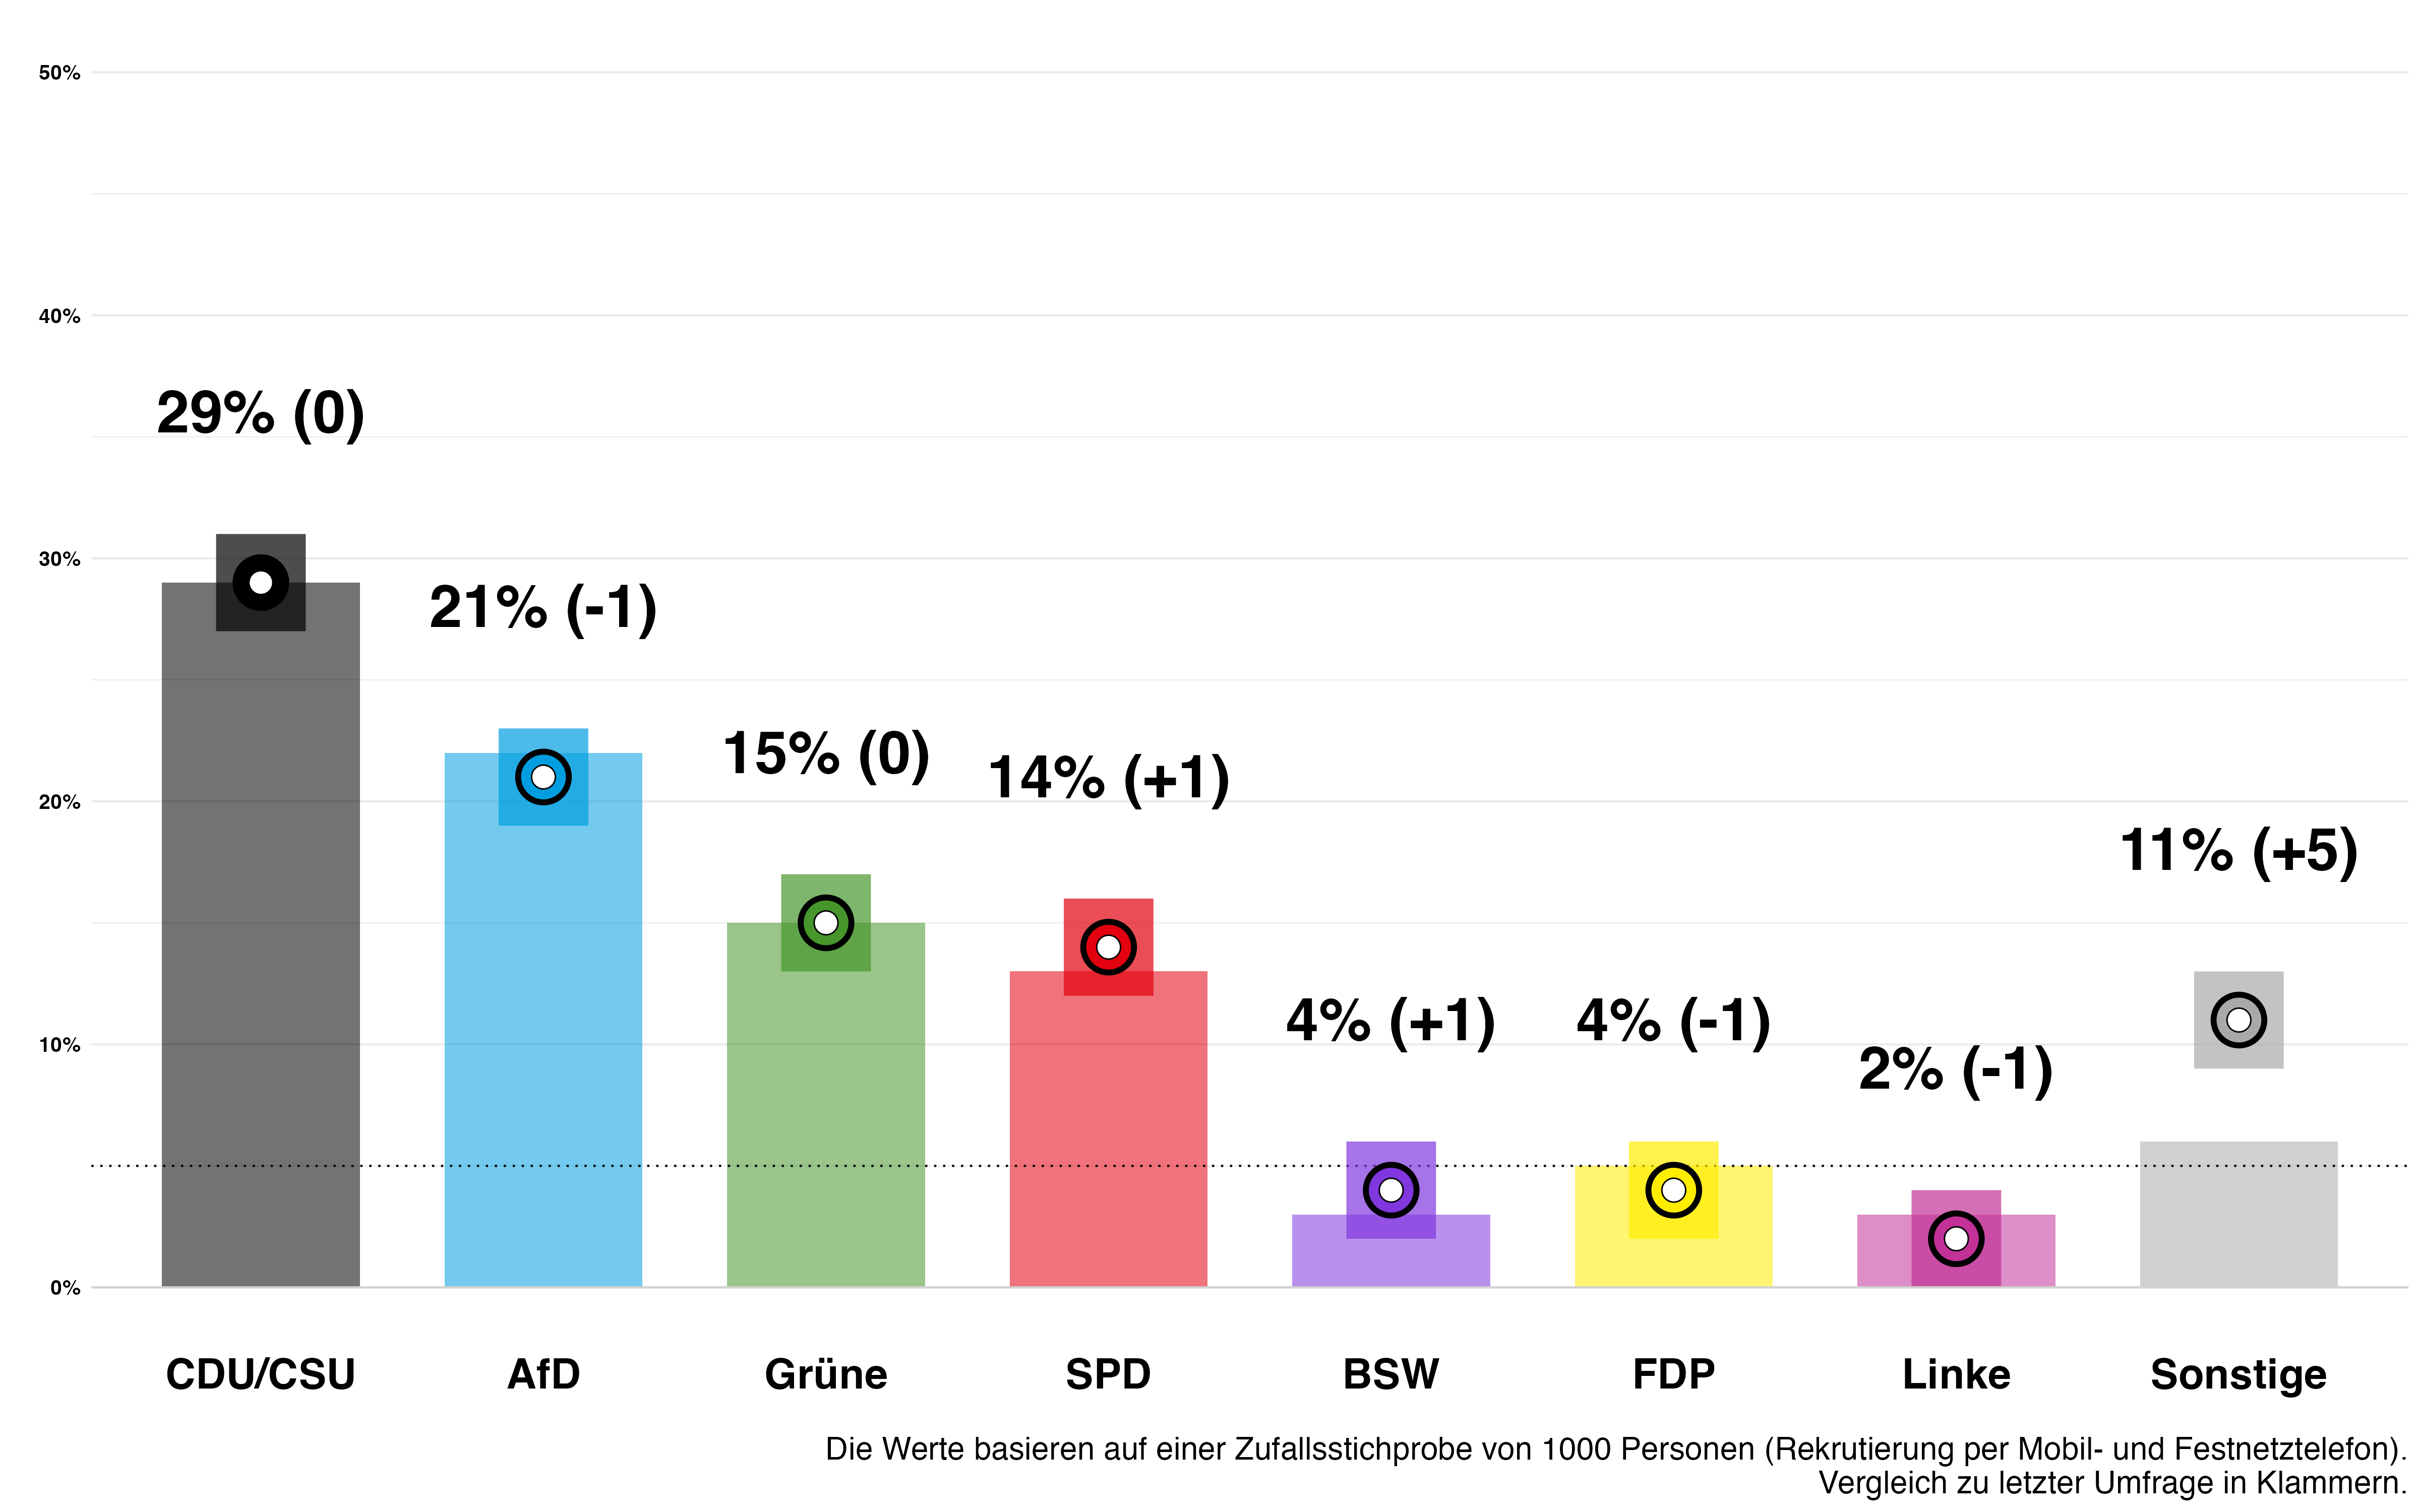 50%
40%
30%
20%
10%
0%
29% (0)
21% (-1)
15% (0)
14% (+1)
4% (+1)
4% (-1)
2% (-1)
11% (+5)
CDU/CSU
AfD
Grüne
SPD
BSW
FDP
Linke
Sonstige
Die Werte basieren auf einer Zufallsstichprobe von 1000 Personen (Rekrutierung per Mobil- und Festnetztelefon).
Vergleich zu letzter Umfrage in Klammern.